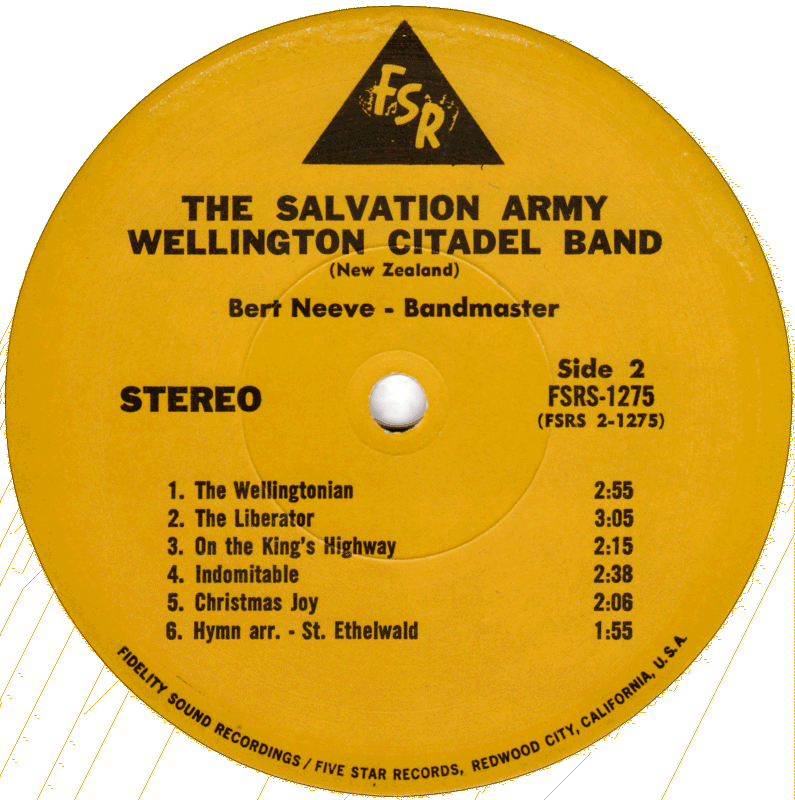 FSR
THE SALVATION ARMY
WELLINGTON CITADEL BAND
(New Zealand)
Bert Neeve - Bandmaster
STEREO
Side 2
FSRS-1275
(FSRS 2-1275)
1. The Wellingtonian 2:55
2. The Liberator 3:05
3. On the King's Highway 2:15
4. Indomitable 2:38
5. Christmas Joy 2:06
6. Hymn arr. - St. Ethelwald 1:55
FIDELITY SOUND RECORDINGS / FIVE STAR RECORDS, REDWOOD CITY, CALIFORNIA, U.S.A.